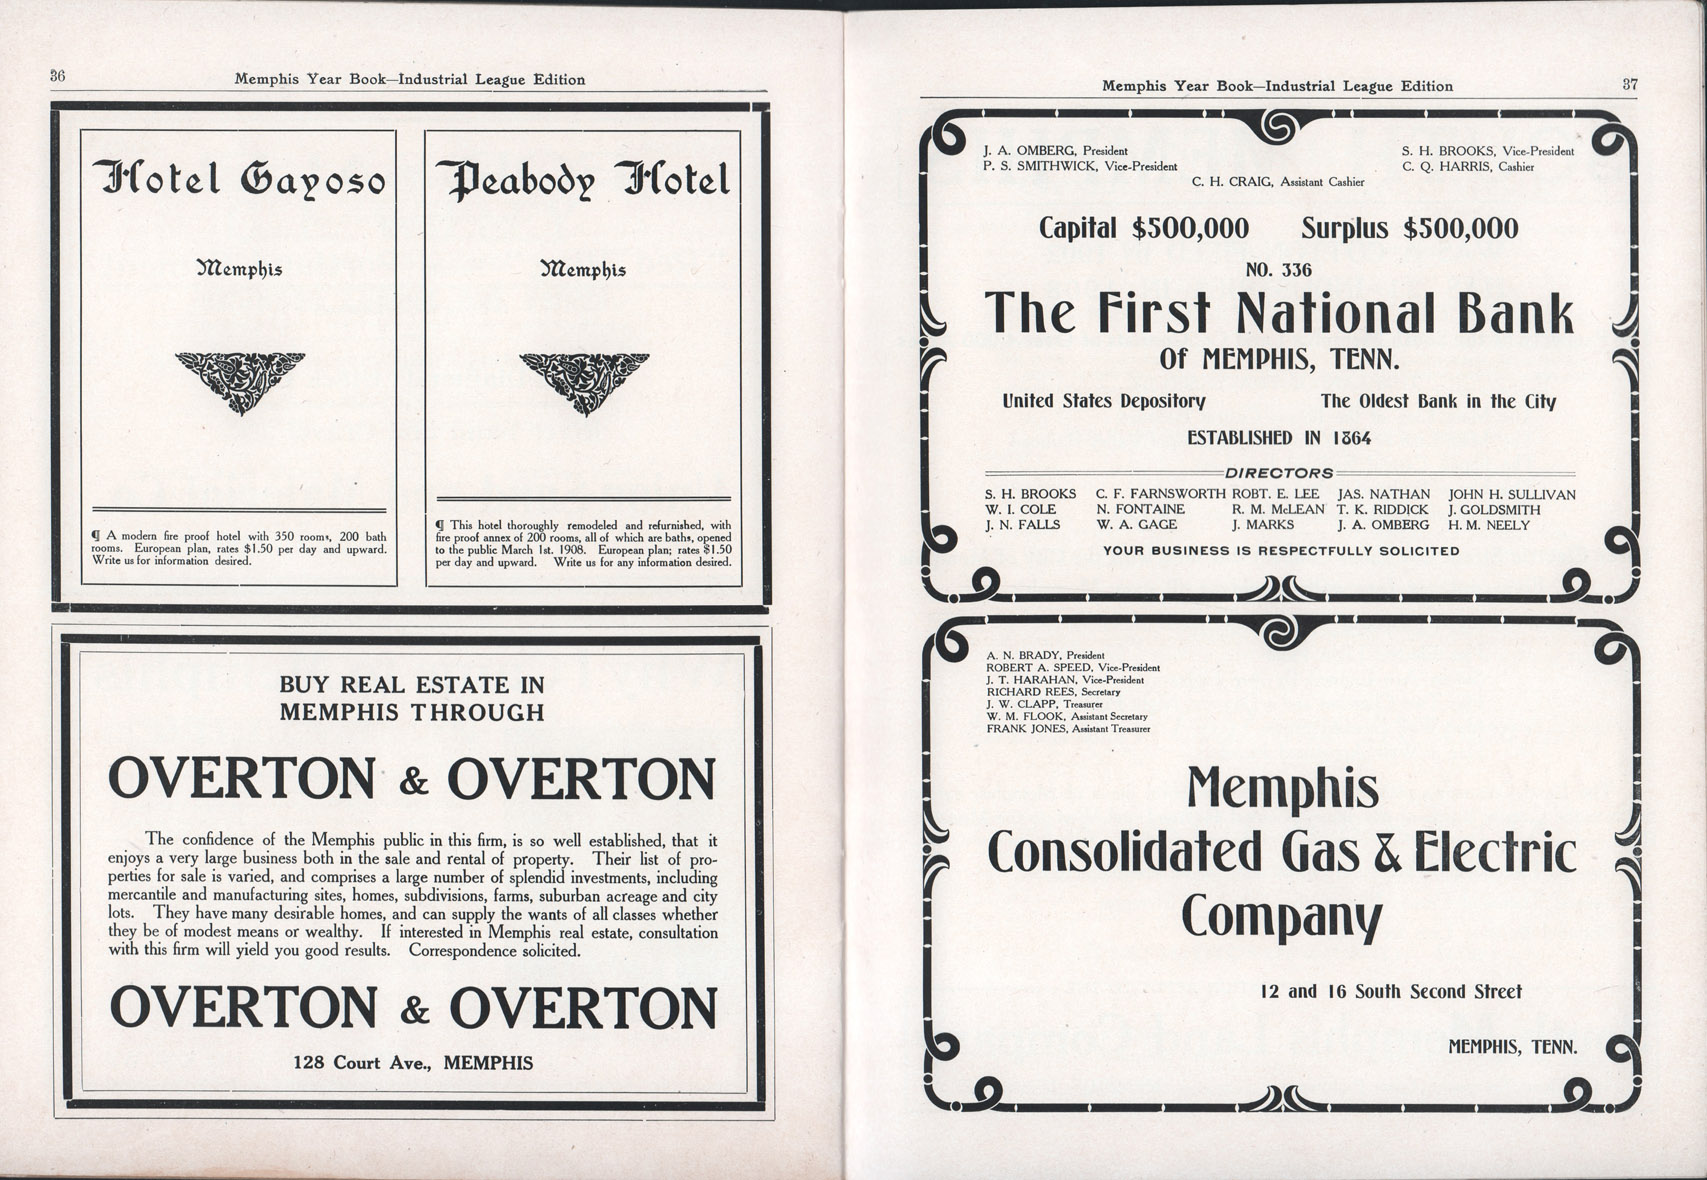 36
Memphis Year Book—Industrial League Edition
Hotel Gayoso
Memphis
¶ A modern fire proof hotel with 350 rooms, 200 bath
rooms. European plan, rates $1.50 per day and upward.
Write us for information desired.
Peabody Hotel
Memphis
¶ This hotel thoroughly remodeled and refurnished, with
fire proof annex of 200 rooms, all of which are baths, opened
to the public March 1st. 1908. European plan; rates $1.50
per day and upward. Write us for any information desired.
BUY REAL ESTATE IN
MEMPHIS THROUGH
OVERTON & OVERTON
The confidence of the Memphis public in this firm, is so well established, that it
enjoys a very large business both in the sale and rental of property. Their list of pro-
perties for sale is varied, and comprises a large number of splendid investments, including
mercantile and manufacturing sites, homes, subdivisions, farms, suburban acreage and city
lots. They have many desirable homes, and can supply the wants of all classes whether
they be of modest means or wealthy. If interested in Memphis real estate, consultation
with this firm will yield you good results. Correspondence solicited.
OVERTON & OVERTON
128 Court Ave., MEMPHIS
Memphis Year Book—Industrial League Edition
37
J. A. OMBERG, President
S. H. BROOKS, Vice-President
P. S. SMITHWICK, Vice-President
C. Q. HARRIS, Cashier
C. H. CRAIG, Assistant Cashier
Capital $500,000 Surplus $500,000
NO. 336
The First National Bank
Of MEMPHIS, TENN.
United States Depository The Oldest Bank in the City
ESTABLISHED IN 1864
DIRECTORS
S. H. BROOKS C. F. FARNSWORTH ROBT. E. LEE JAS. NATHAN JOHN H. SULLIVAN
W. I. COLE N. FONTAINE R. M. McLEAN T. K. RIDDICK J. GOLDSMITH
J. N. FALLS W. A. GAGE J. MARKS J. A. OMBERG H. M. NEELY
YOUR BUSINESS IS RESPECTFULLY SOLICITED
A. N. BRADY, President
ROBERT A. SPEED, Vice-President
J. T. HARAHAN, Vice-President
RICHARD REES, Secretary
J. W. CLAPP, Treasurer
W. M. FLOOK, Assistant Secretary
FRANK JONES, Assistant Treasurer
Memphis
Consolidated Gas & Electric
Company
12 and 16 South Second Street
MEMPHIS, TENN.